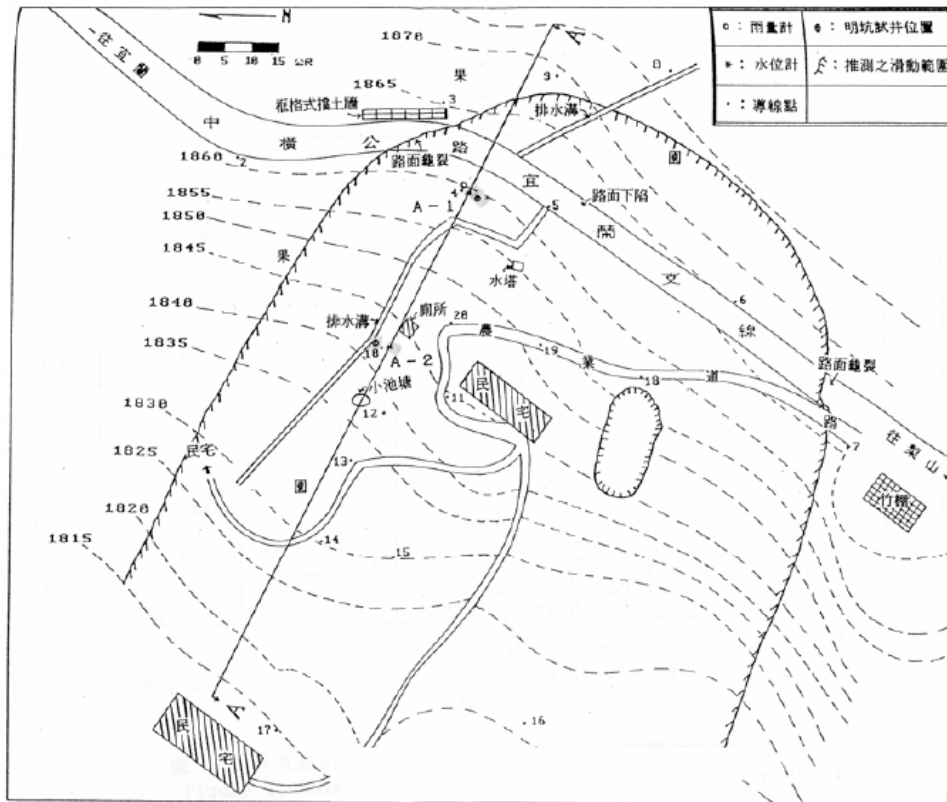 N
0 5 10 15 公尺
○：雨量計
：明坑試井位置
*：水位計
：推測之滑動範圍
·：導線點
往宜蘭
1870
A
1865
果
9
8
框格式擋土牆
3
排水溝
中
橫
公
路
園
1860
2
路面龜裂
宜
1855
A-1
5
路面下陷
1850
蘭
果
1845
水塔
支
1840
6
排水溝
廁所
20
農
線
1835
10
A-2
19
業
路面龜裂
小池塘
18
道
民
宅
11
1830
12
路
往梨山
7
民宅
1825
13
竹棚
園
1820
14
1815
15
A
民
宅
17
16